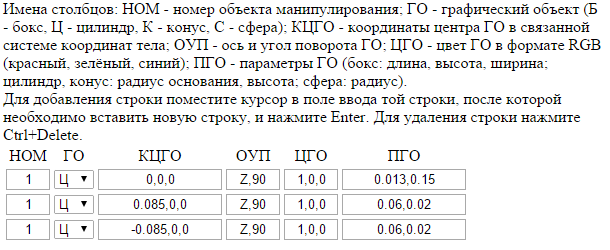 Имена столбцов: НОМ - номер объекта манипулирования; ГО - графический объект (Б
- бокс, Ц - цилиндр, К - конус, С - сфера); КЦГО - координаты центра ГО в связанной
системе координат тела; ОУП - ось и угол поворота ГО; ЦГО - цвет ГО в формате RGB
(красный, зелёный, синий); ПГО - параметры ГО (бокс: длина, высота, ширина;
цилиндр, конус: радиус основания, высота; сфера: радиус).
Для добавления строки поместите курсор в поле ввода той строки, после которой
необходимо вставить новую строку, и нажмите Enter. Для удаления строки нажмите
Ctrl+Delete.
НОМ ГО КЦГО ОУП ЦГО ПГО
1 Ц 0,0,0 Z,90 1,0,0 0.013,0.15
1 Ц 0.085,0,0 Z,90 1,0,0 0.06,0.02
1 Ц -0.085,0,0 Z,90 1,0,0 0.06,0.02